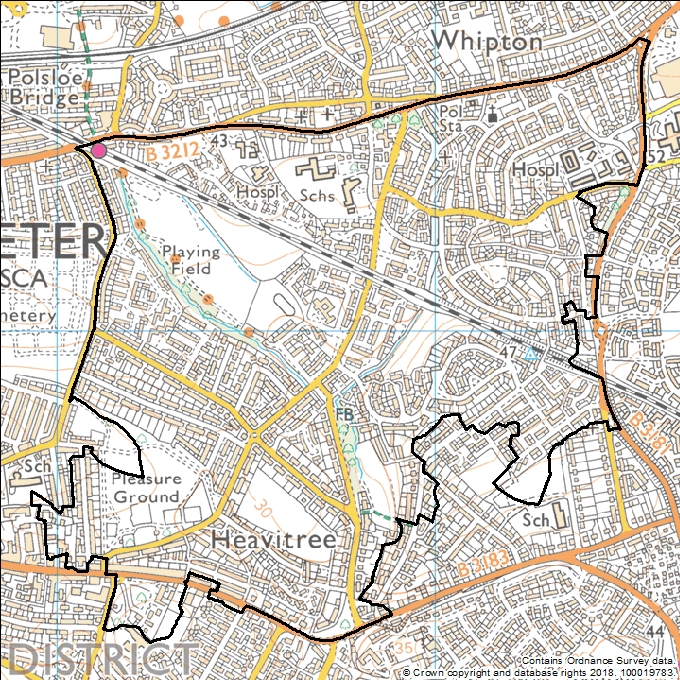 Whipton
Polsloe
Bridge
Pol
Sta
43
B 3212
52
Hospl
Hospl
Schs
ETER
Playing
Field
SCA
metery
47
FB
B 3181
Sch
Pleasure
Ground
30
Sch
Heavitree
B 3183
44
35
DISTRICT
Contains Ordnance Survey data.
© Crown copyright and database rights 2018. 100019783